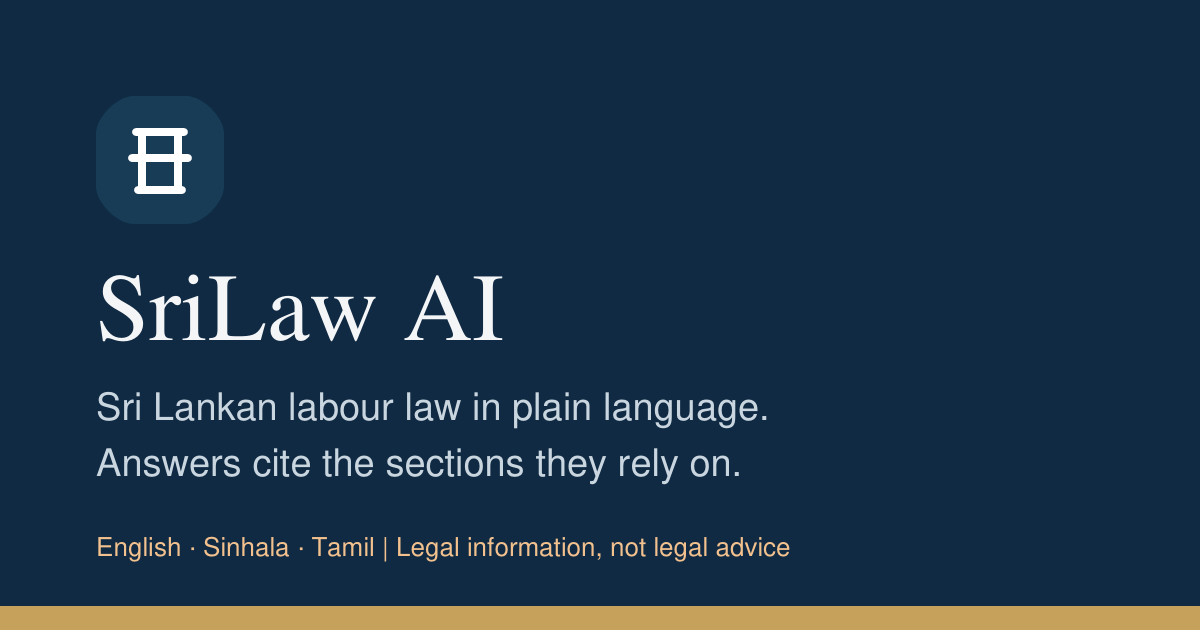 SriLaw AI
Sri Lankan labour law in plain language.
Answers cite the sections they rely on.
English · Sinhala · Tamil | Legal information, not legal advice